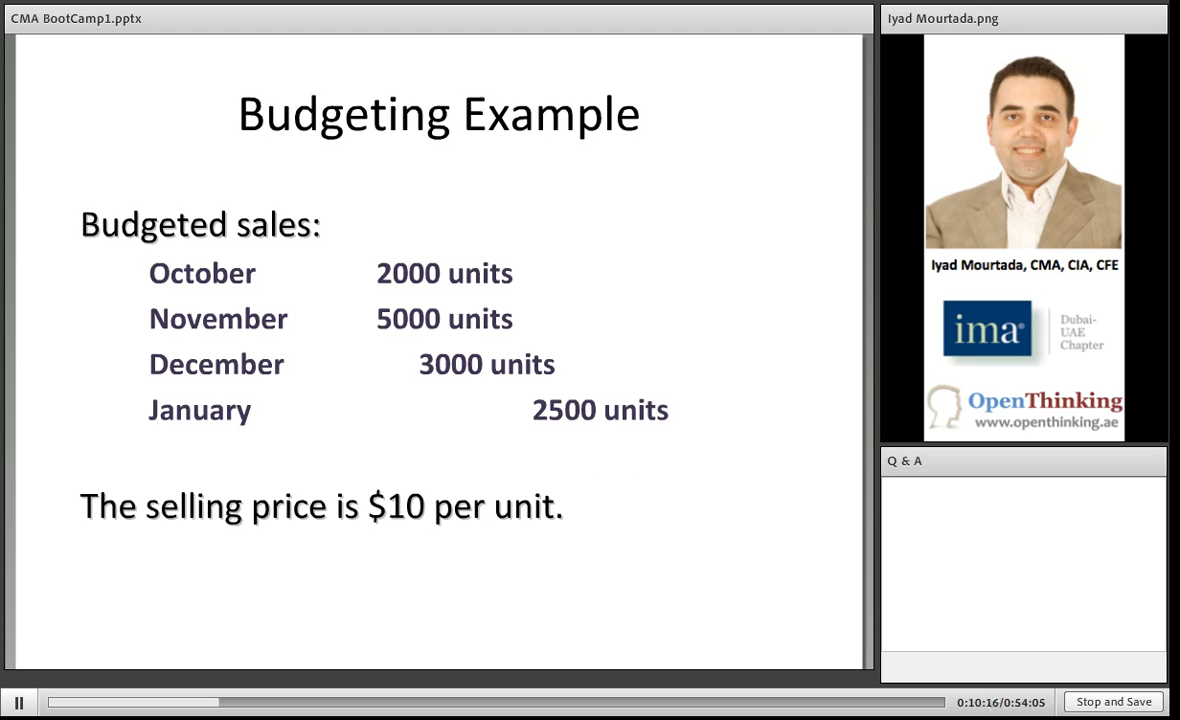 CMA BootCamp1.pptx
Budgeting Example
Budgeted sales:
October 2000 units
November 5000 units
December 3000 units
January 2500 units
The selling price is $10 per unit.
Iyad Mourtada.png
Iyad Mourtada, CMA, CIA, CFE
ima®
Dubai-
UAE
Chapter
OpenThinking
www.openthinking.ae
Q & A
0:10:16/0:54:05
Stop and Save